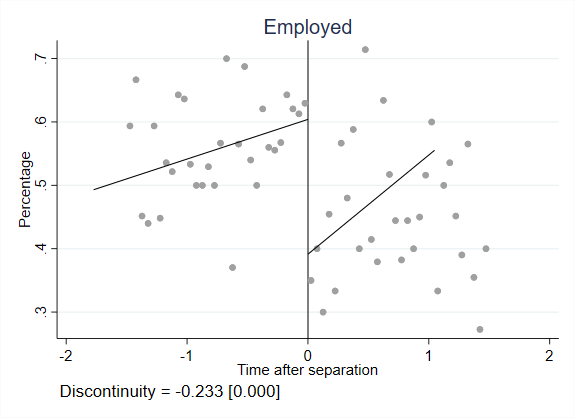 Employed
.7
.6
.5
.4
.3
Percentage
-2 -1 0 1 2
Time after separation
Discontinuity = -0.233 [0.000]